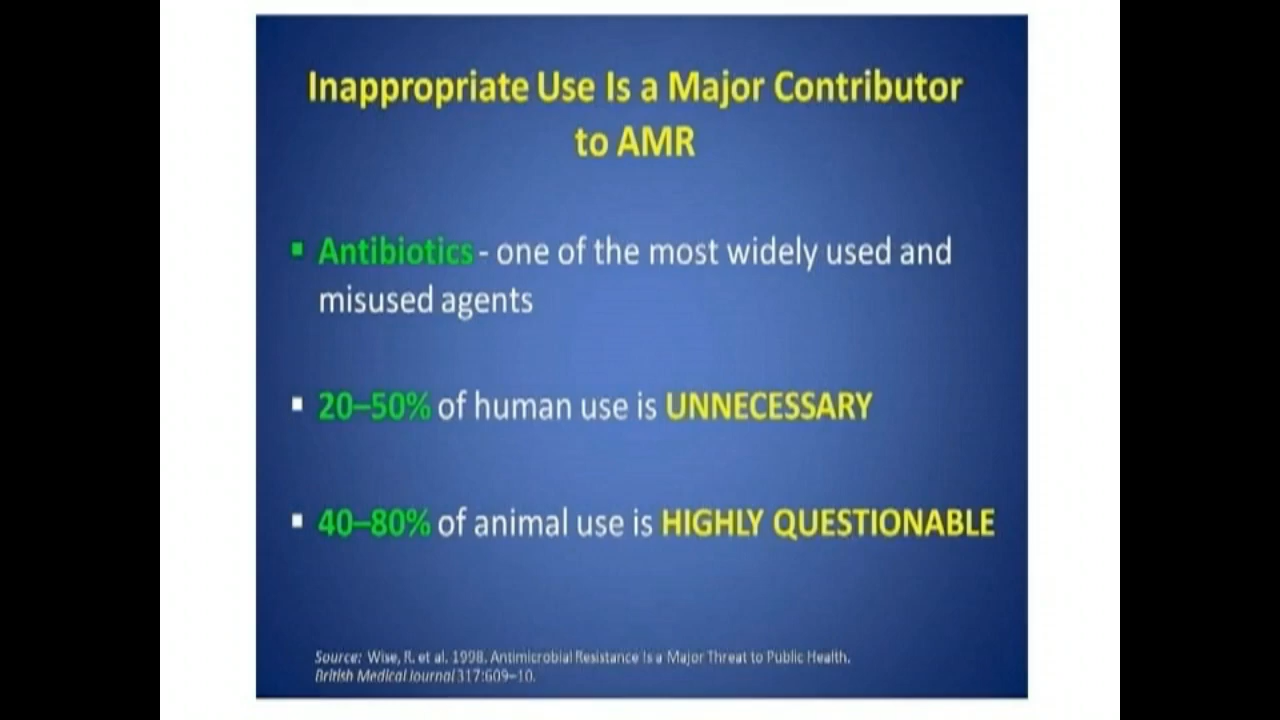 Inappropriate Use Is a Major Contributor
to AMR
▪ Antibiotics - one of the most widely used and
misused agents
▪ 20–50% of human use is UNNECESSARY
▪ 40–80% of animal use is HIGHLY QUESTIONABLE
Source: Wise, R. et al. 1998. Antimicrobial Resistance Is a Major Threat to Public Health.
British Medical Journal 317:609–10.